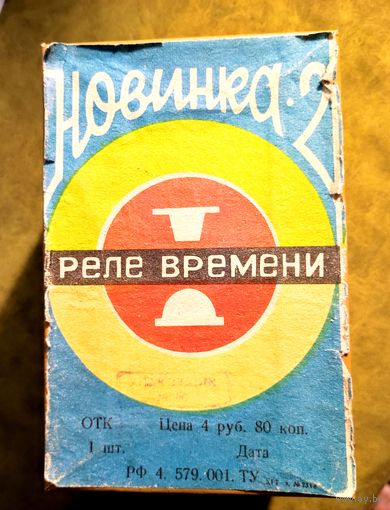 Новинка-2
реле времени
ОТК Цена 4 руб. 80 коп.
1 шт. Дата
РФ 4. 579. 001. ТУ